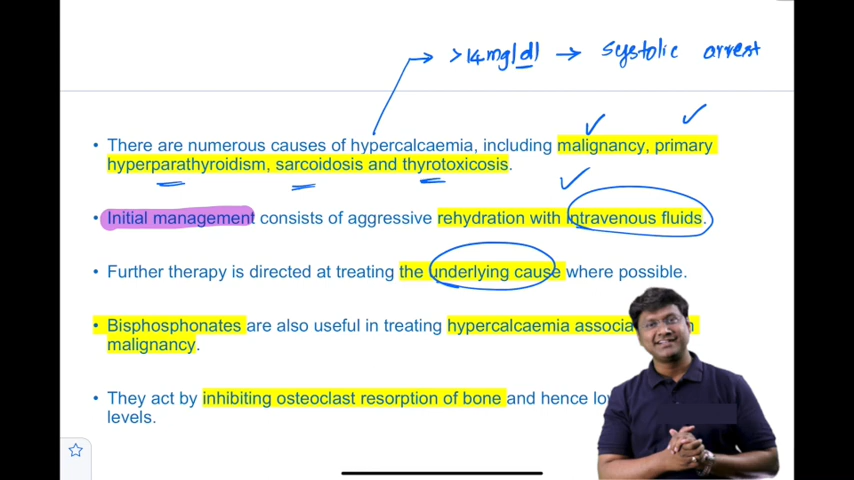 > 14 mg/dl → systolic arrest
• There are numerous causes of hypercalcaemia, including malignancy, primary
hyperparathyroidism, sarcoidosis and thyrotoxicosis.
• Initial management consists of aggressive rehydration with intravenous fluids.
• Further therapy is directed at treating the underlying cause where possible.
• Bisphosphonates are also useful in treating hypercalcaemia
malignancy.
• They act by inhibiting osteoclast resorption of bone and hence
levels.